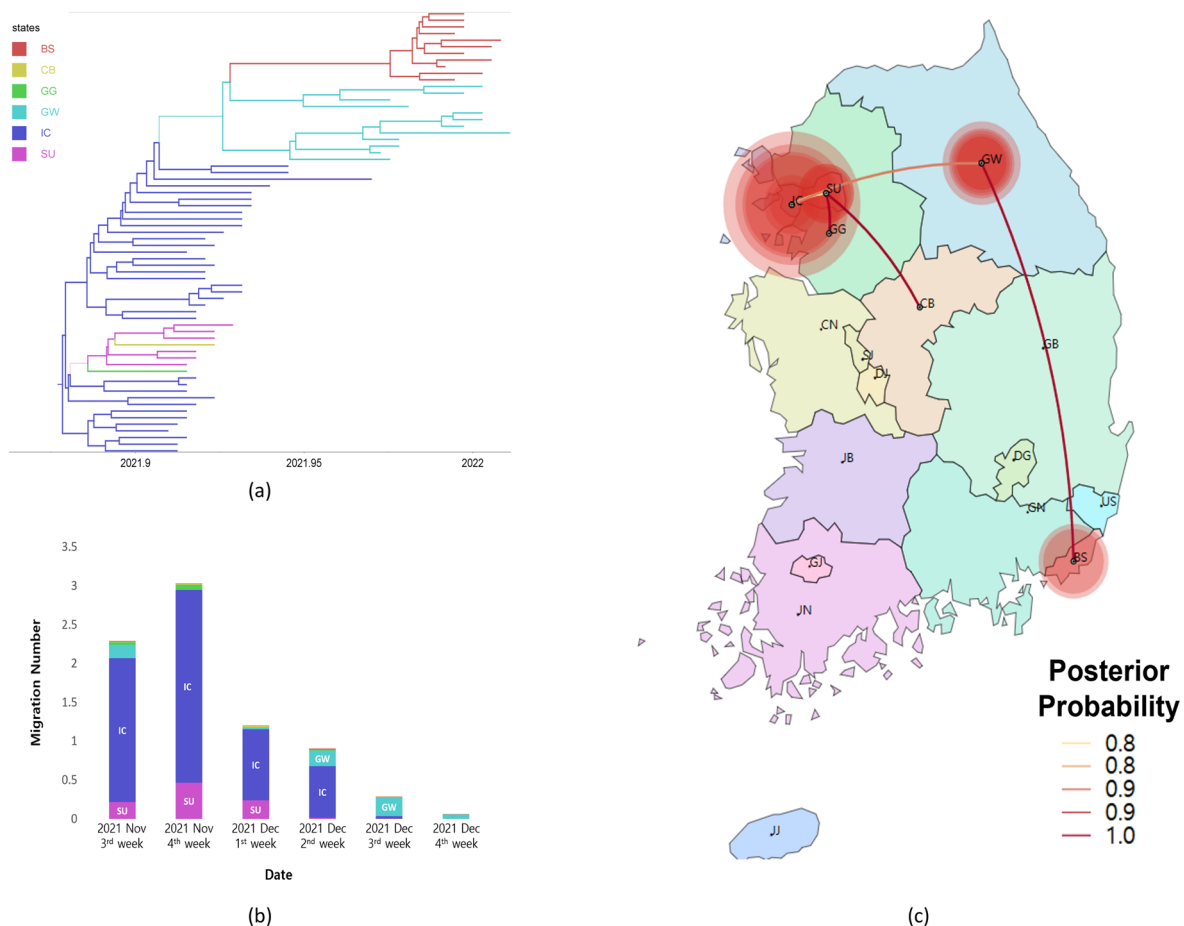 states
BS
CB
GG
GW
IC
SU
2021.9 2021.95 2022
(a)
3.5
3
2.5
2
1.5
1
0.5
0
Migration Number
IC
SU
IC
SU
IC
SU
GW
IC
GW
2021 Nov 2021 Nov 2021 Dec 2021 Dec 2021 Dec 2021 Dec
3rd week 4th week 1st week 2nd week 3rd week 4th week
Date
(b)
GW
SU
IC
GG
CB
CN
GB
SJ
DJ
DG
JB
US
GN
BS
GJ
JN
JJ
Posterior
Probability
0.8
0.8
0.9
0.9
1.0
(c)